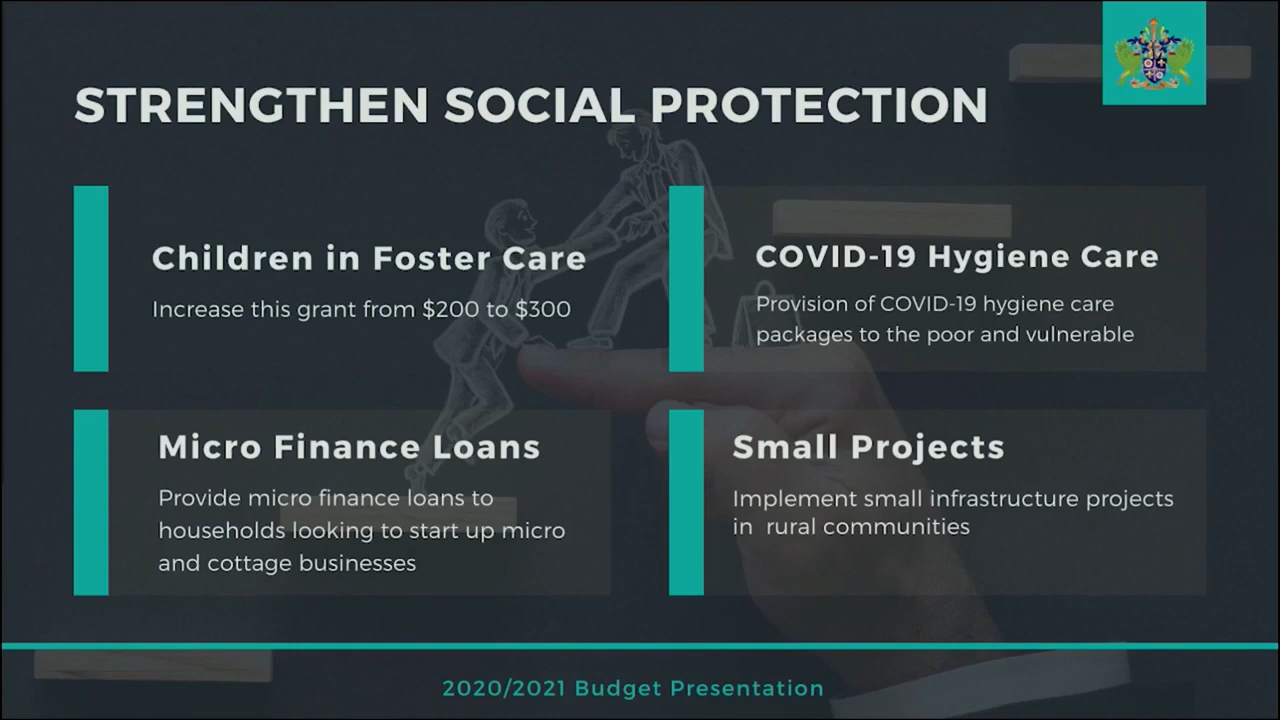 STRENGTHEN SOCIAL PROTECTION
Children in Foster Care
Increase this grant from $200 to $300
COVID-19 Hygiene Care
Provision of COVID-19 hygiene care
packages to the poor and vulnerable
Micro Finance Loans
Provide micro finance loans to
households looking to start up micro
and cottage businesses
Small Projects
Implement small infrastructure projects
in rural communities
2020/2021 Budget Presentation